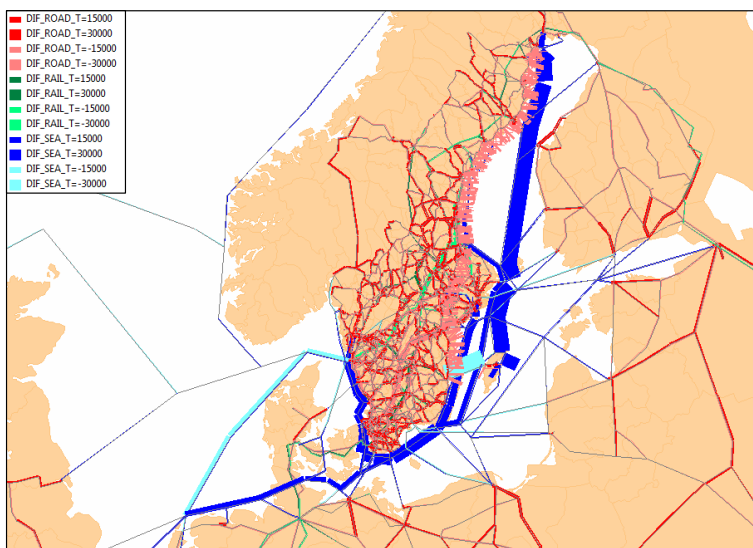 DIF_ROAD_T=15000
DIF_ROAD_T=30000
DIF_ROAD_T=-15000
DIF_ROAD_T=-30000
DIF_RAIL_T=15000
DIF_RAIL_T=30000
DIF_RAIL_T=-15000
DIF_RAIL_T=-30000
DIF_SEA_T=15000
DIF_SEA_T=30000
DIF_SEA_T=-15000
DIF_SEA_T=-30000